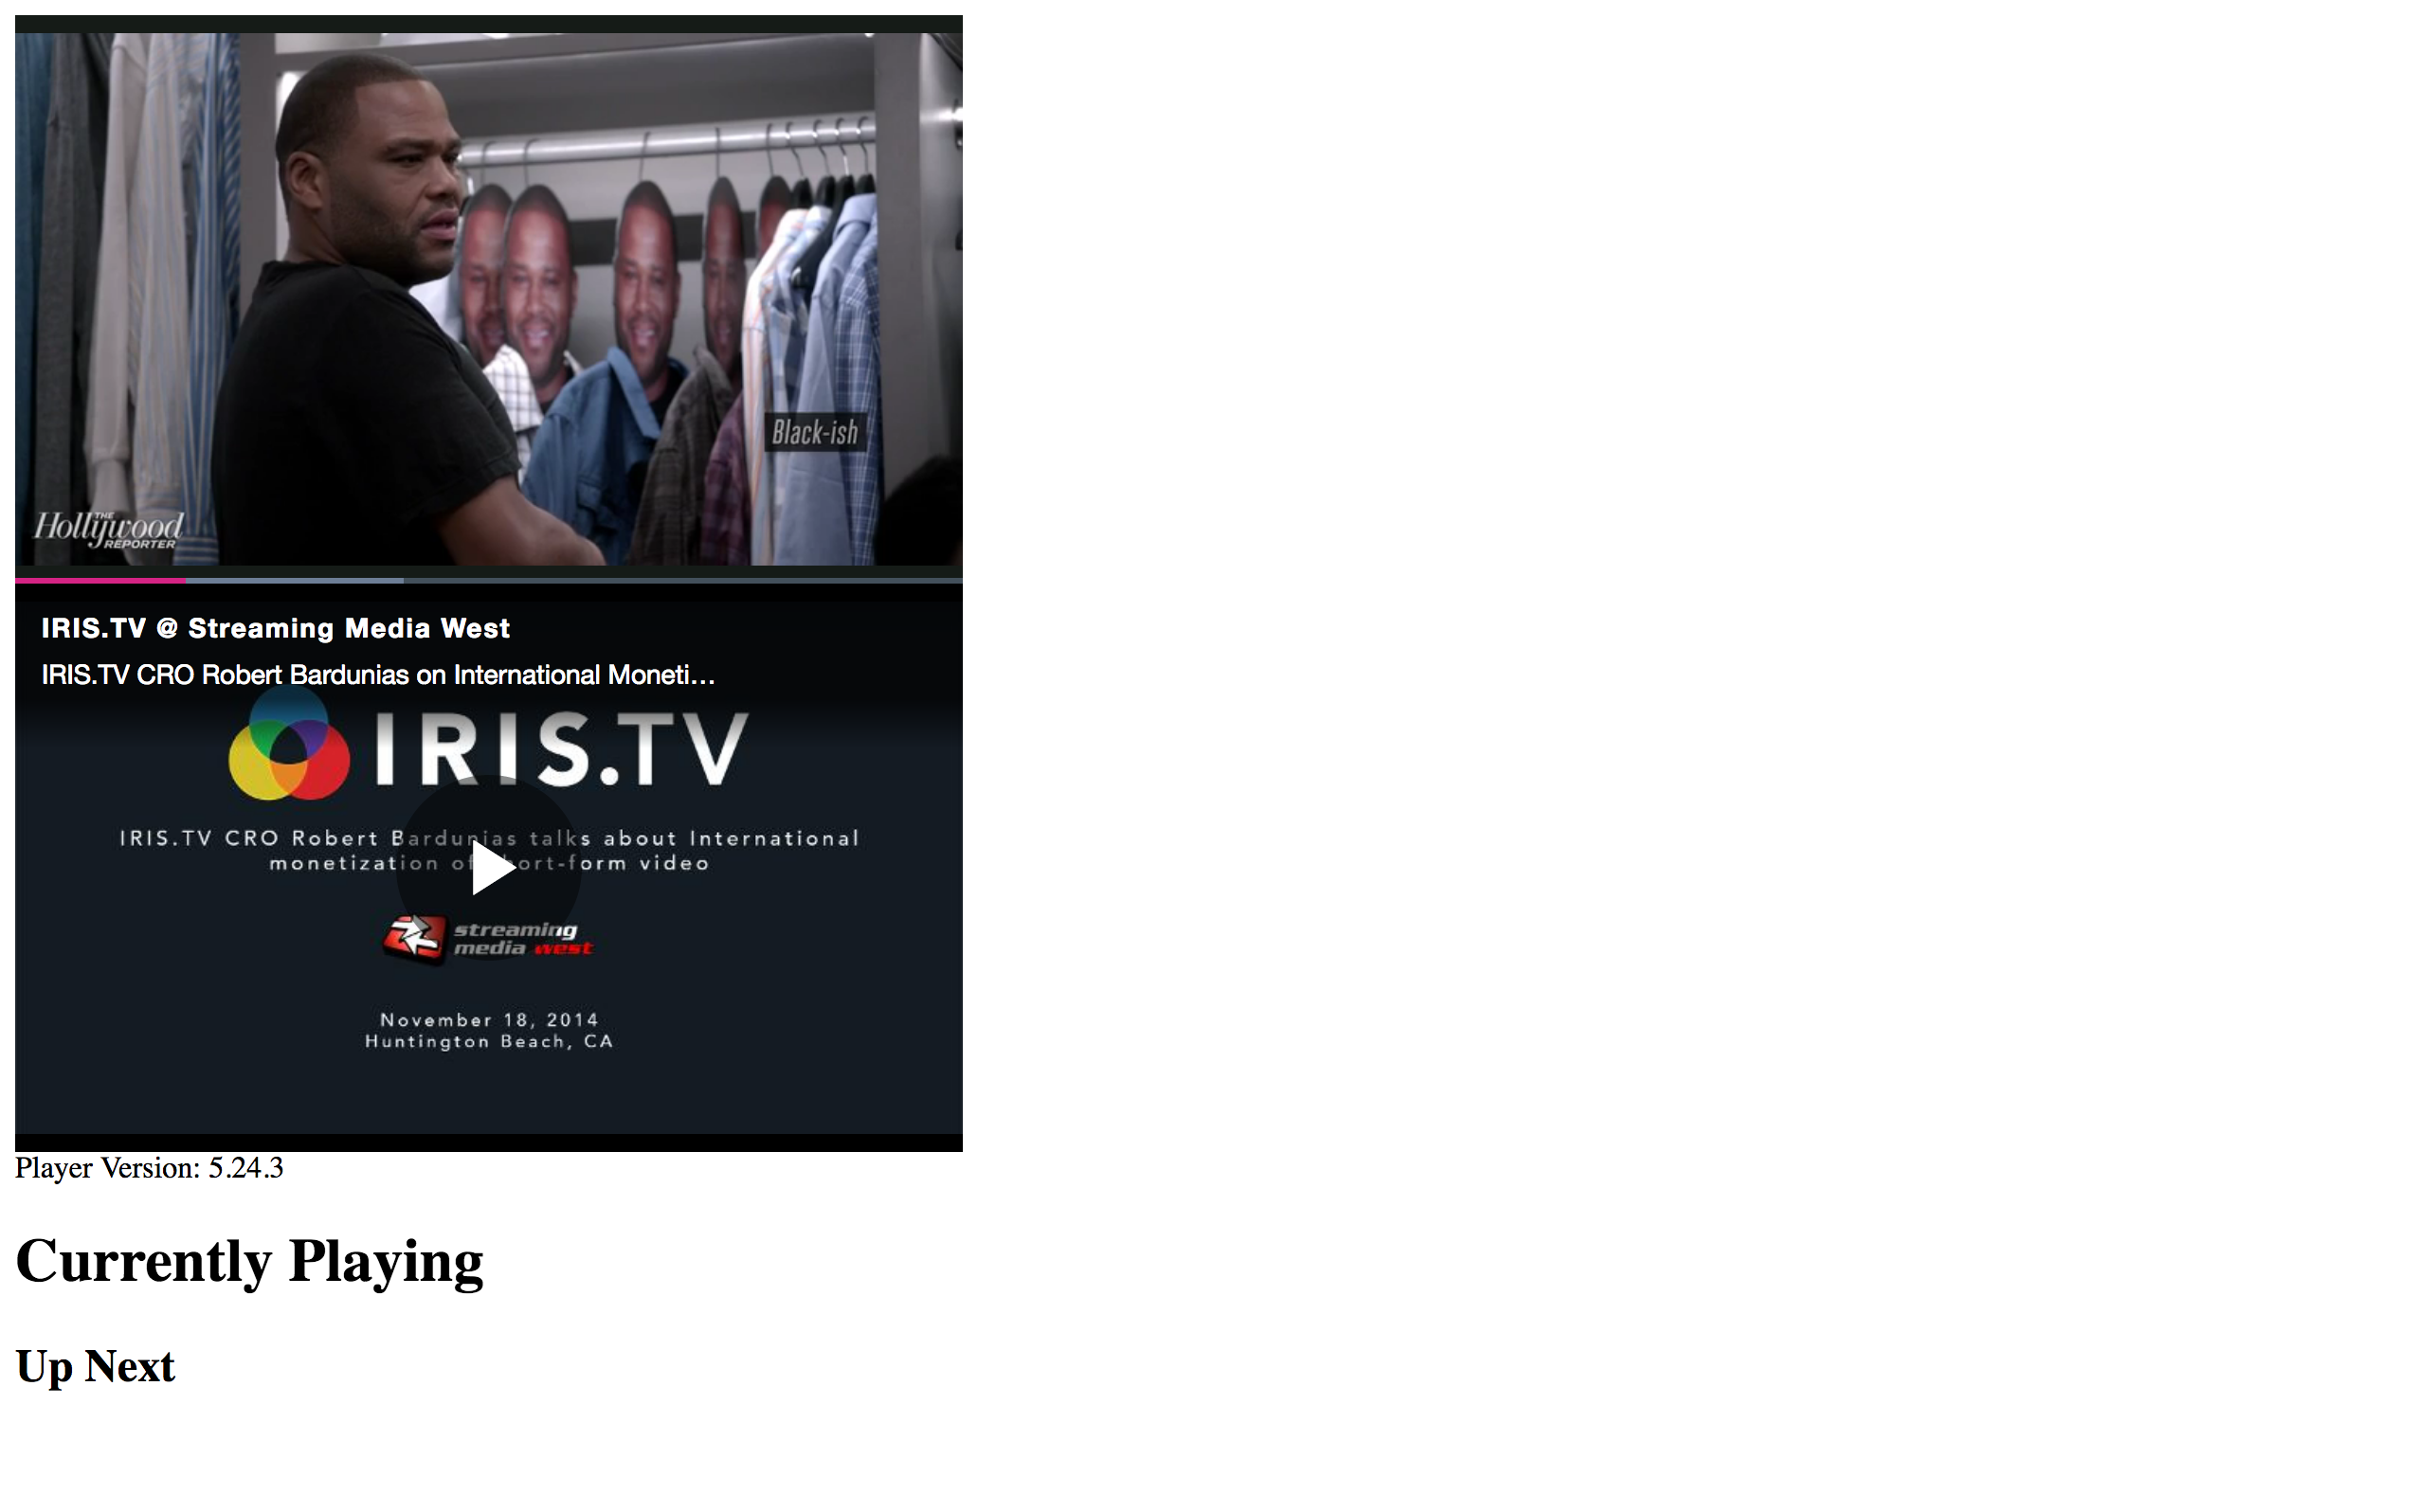 Black-ish
THE
Hollywood
REPORTER
IRIS.TV @ Streaming Media West
IRIS.TV CRO Robert Bardunias on International Moneti...
IRIS.TV
IRIS.TV CRO Robert Bardunias talks about International
monetization of short-form video
streaming
media west
November 18, 2014
Huntington Beach, CA
Player Version: 5.24.3
Currently Playing
Up Next